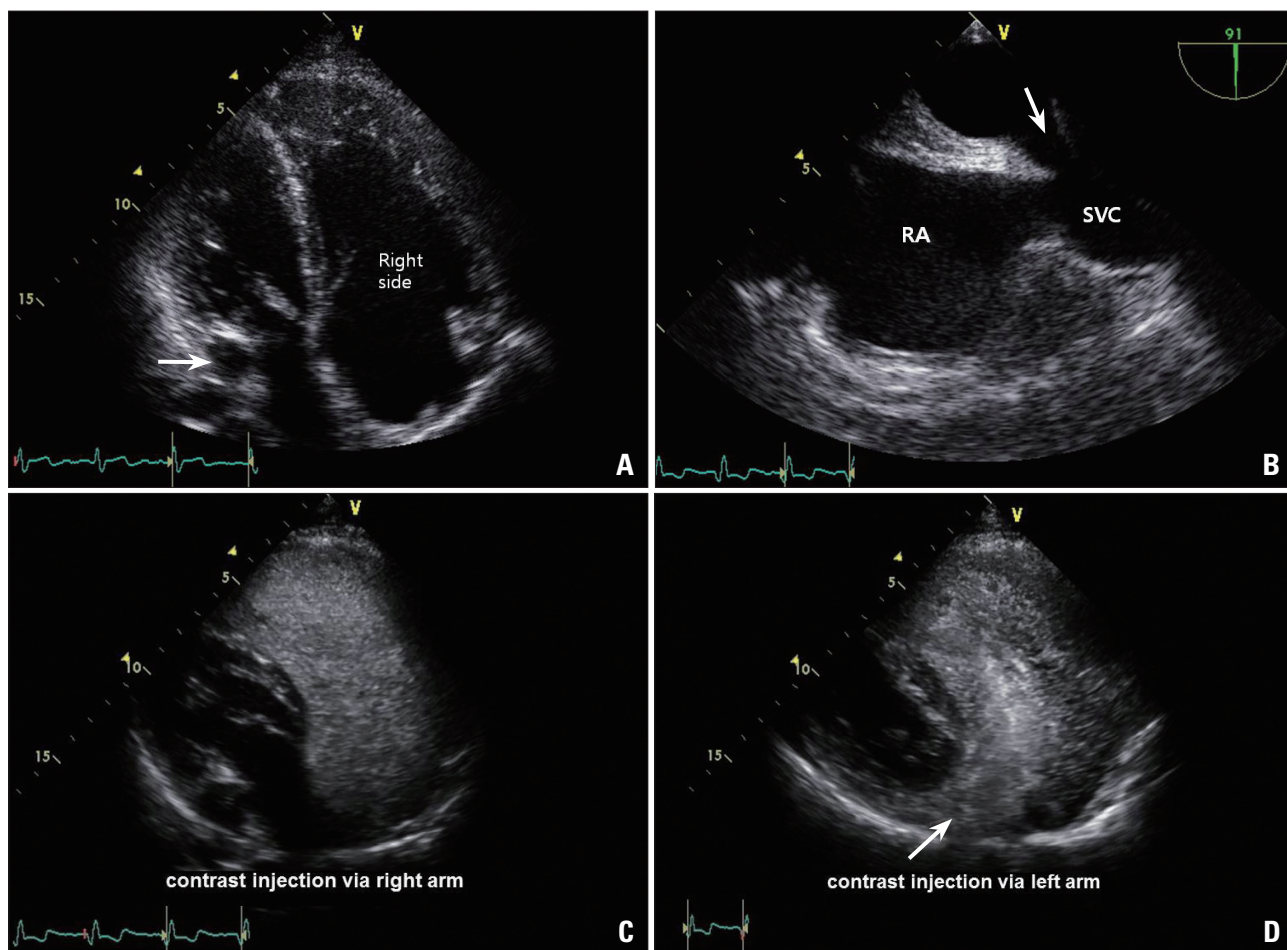 V
5
10
15
Right
side
A
V
91
5
RA
SVC
B
V
5
10
15
contrast injection via right arm
C
V
5
10
15
contrast injection via left arm
D